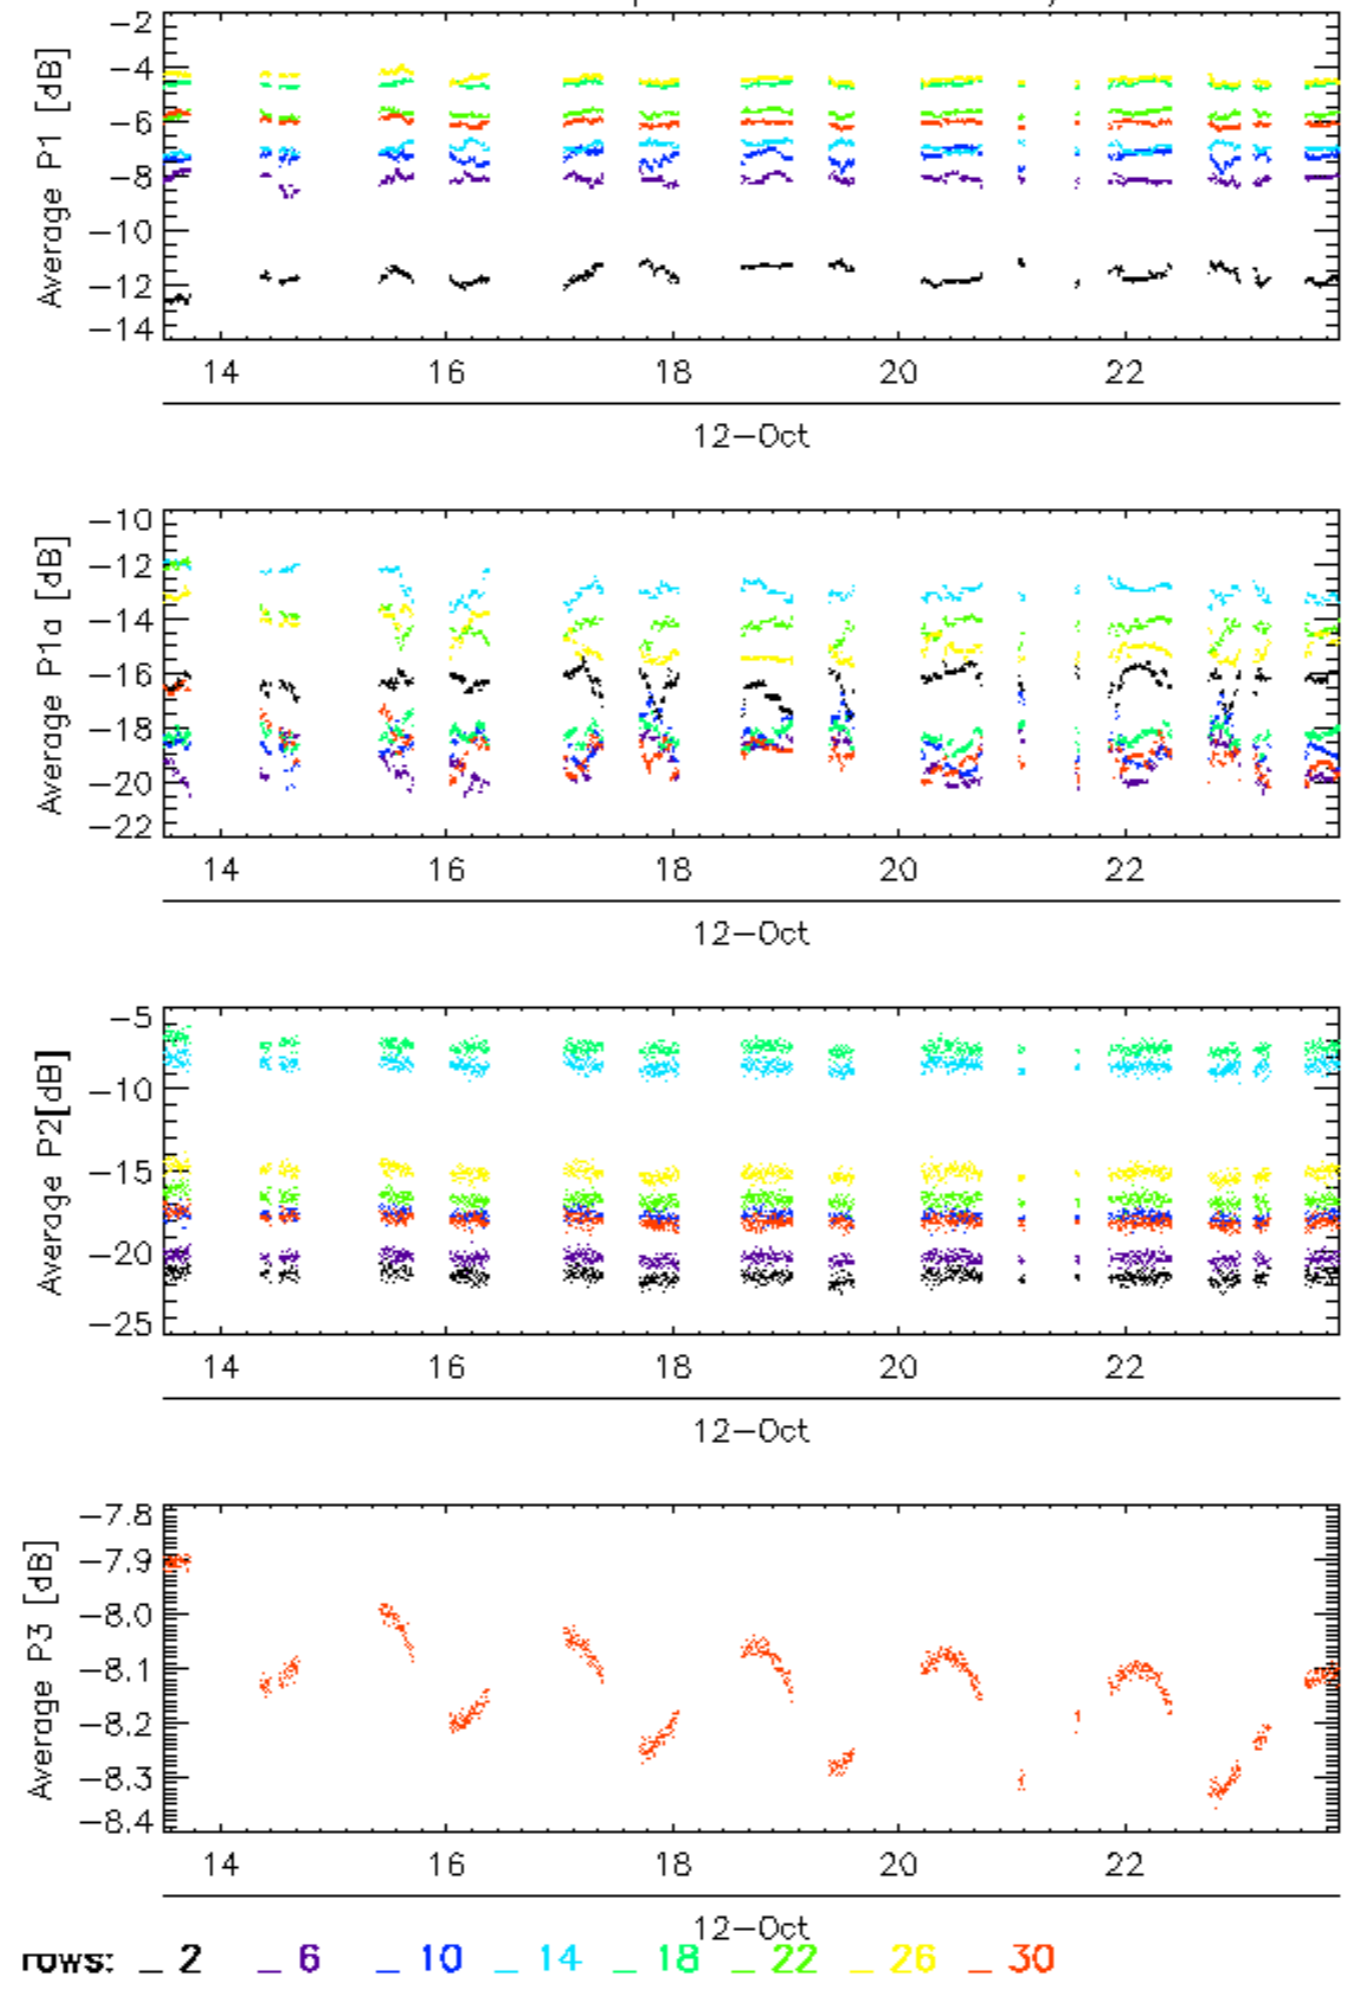 Average P1 [dB]
−2
−4
−6
−8
−10
−12
−14
14 16 18 20 22
12−Oct
Average P1a [dB]
−10
−12
−14
−16
−18
−20
−22
14 16 18 20 22
12−Oct
Average P2[dB]
−5
−10
−15
−20
−25
14 16 18 20 22
12−Oct
Average P3 [dB]
−7.8
−7.9
−8.0
−8.1
−8.2
−8.3
−8.4
14 16 18 20 22
12−Oct
rows: _ 2 _ 6 _ 10 _ 14 _ 18 _ 22 _ 26 _ 30